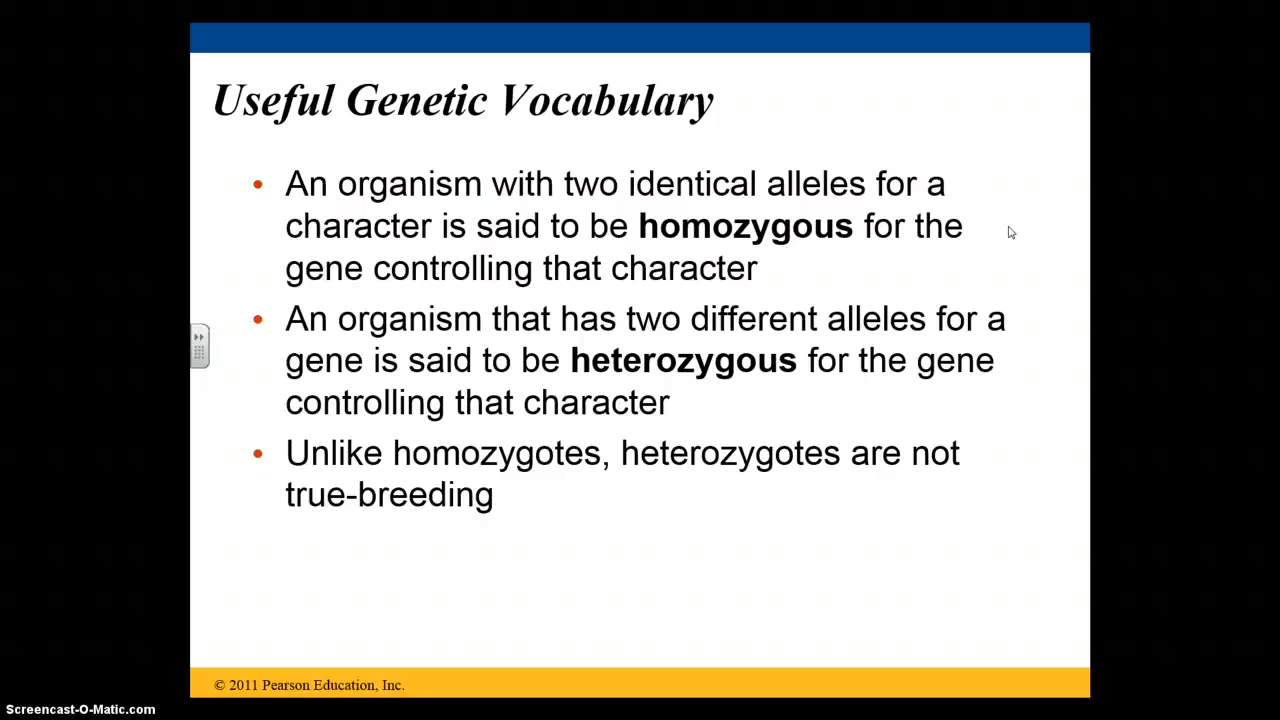 Useful Genetic Vocabulary
• An organism with two identical alleles for a
character is said to be homozygous for the
gene controlling that character
• An organism that has two different alleles for a
gene is said to be heterozygous for the gene
controlling that character
• Unlike homozygotes, heterozygotes are not
true-breeding
© 2011 Pearson Education, Inc.
Screencast-O-Matic.com